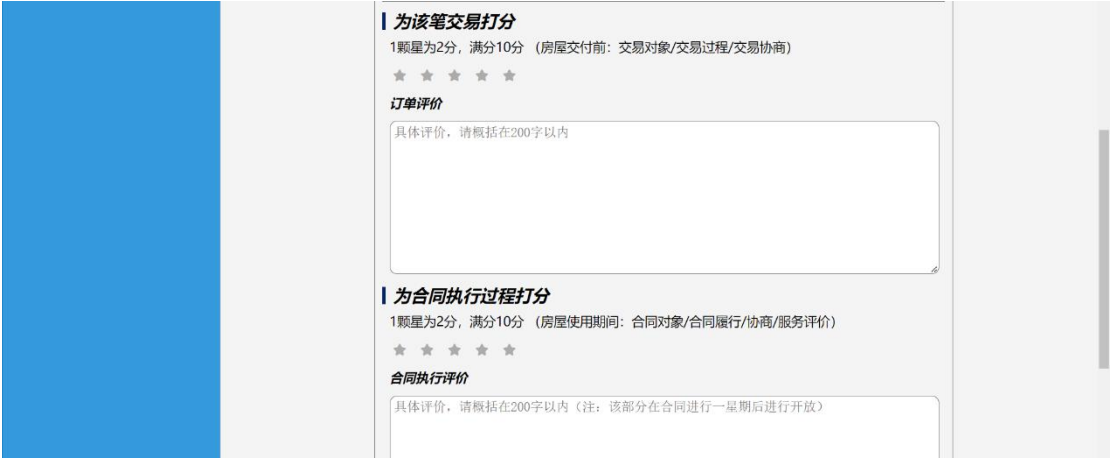 为该笔交易打分
1颗星为2分，满分10分 （房屋交付前：交易对象/交易过程/交易协商）
订单评价
具体评价，请概括在200字以内
为合同执行过程打分
1颗星为2分，满分10分 （房屋使用期间：合同对象/合同履行/协商/服务评价）
合同执行评价
具体评价，请概括在200字以内（注：该部分在合同进行一星期后进行开放）